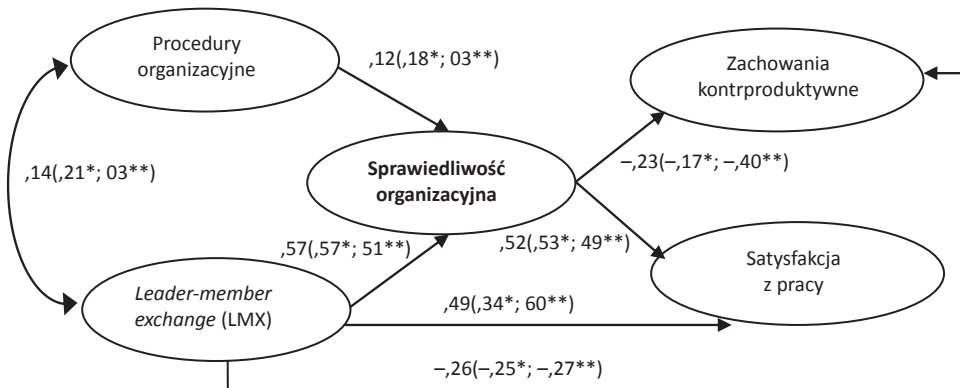 Procedury
organizacyjne
,12(,18*; 03**)
Zachowania
kontrproduktywne
,14(,21*; 03**)
Sprawiedliwość
organizacyjna
–,23(–,17*; –,40**)
,57(,57*; 51**)
,52(,53*; 49**)
Satysfakcja
z pracy
Leader-member
exchange (LMX)
,49(,34*; 60**)
–,26(–,25*; –,27**)